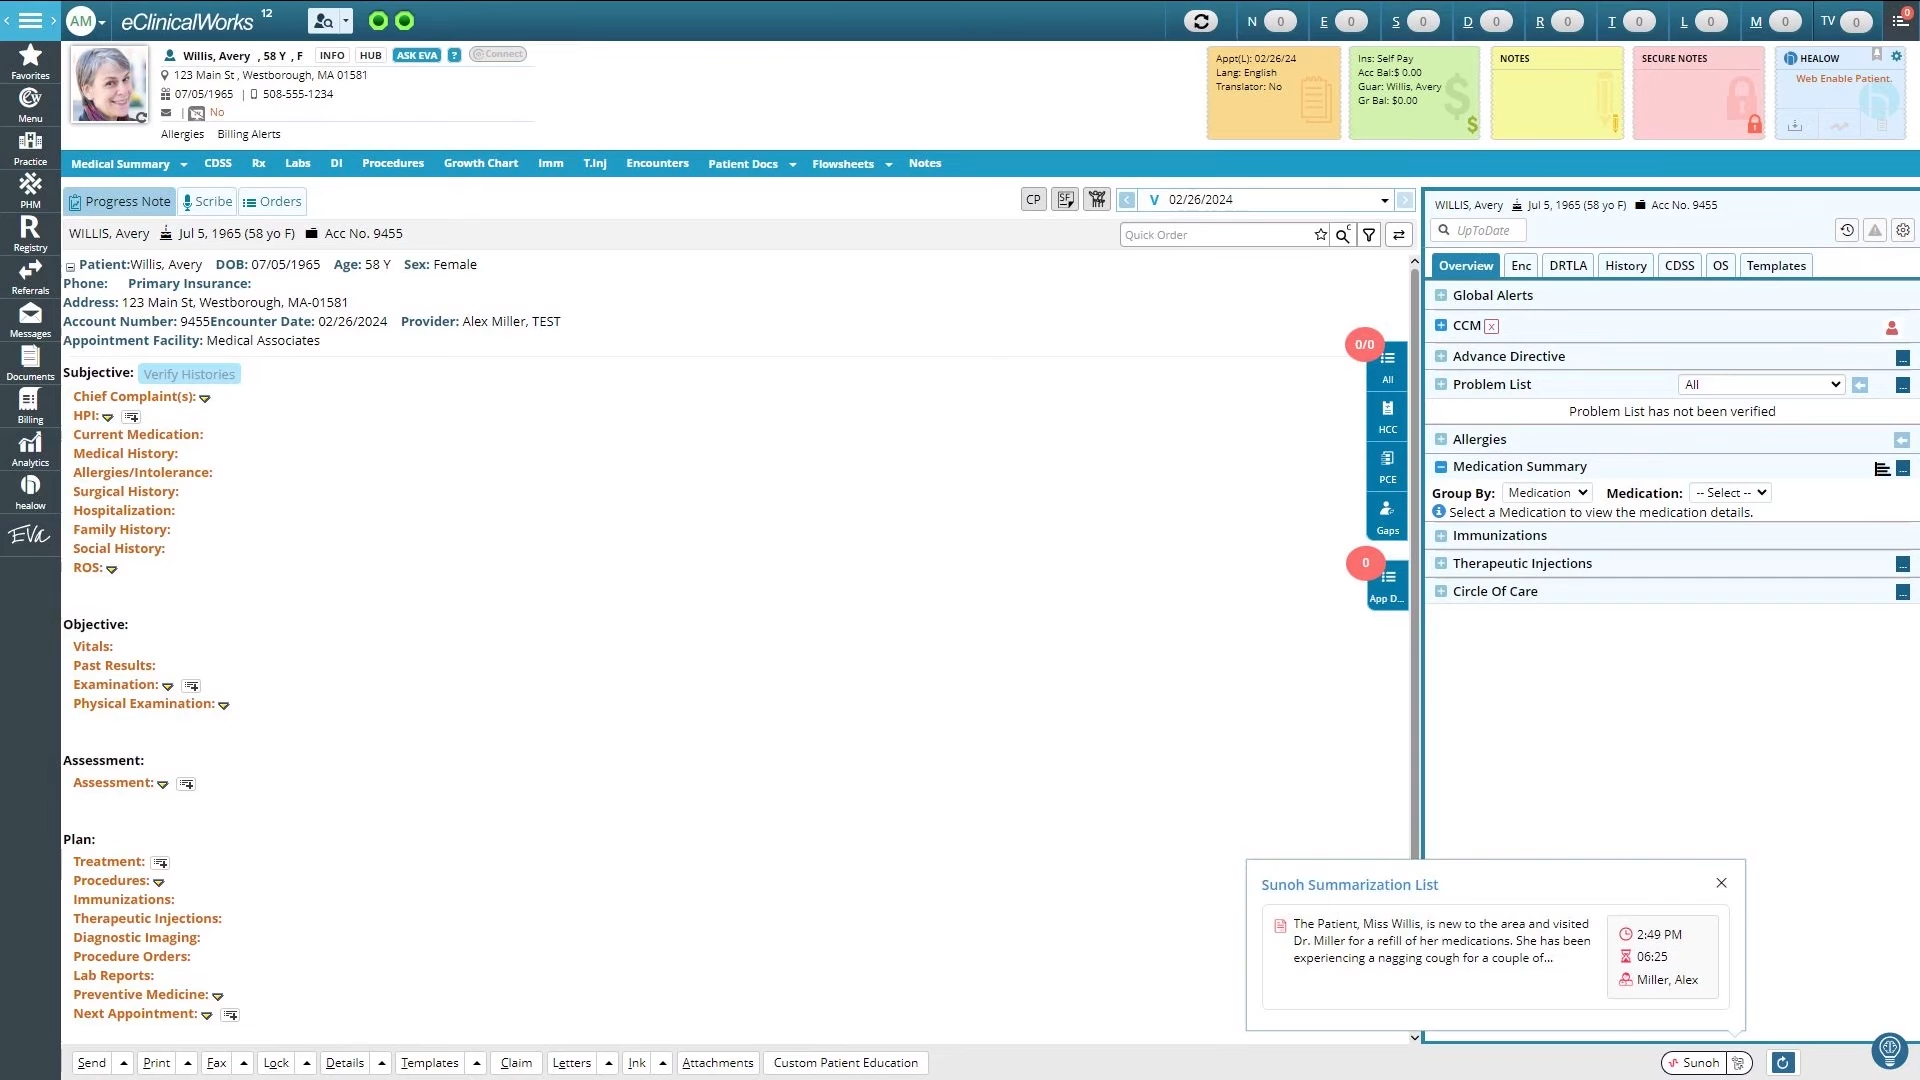 AM eClinicalWorks 12 N 0 E 0 S 0 D 0 R 0 T 0 L 0 M 0 TV 0 0
Favorites
Menu
Practice
PHM
Registry
Referrals
Messages
Documents
Billing
Analytics
healow
EVa
Willis, Avery , 58 Y , F INFO HUB ASK EVA ? Connect
123 Main St , Westborough, MA 01581
07/05/1965 | 508-555-1234
| No
Allergies Billing Alerts
Appt(L): 02/26/24
Lang: English
Translator: No
Ins: Self Pay
Acc Bal:$ 0.00
Guar: Willis, Avery
Gr Bal: $0.00
NOTES
SECURE NOTES
HEALOW
Web Enable Patient.
Medical Summary CDSS Rx Labs DI Procedures Growth Chart Imm T.Inj Encounters Patient Docs Flowsheets Notes
Progress Note Scribe Orders CP SF V 02/26/2024
WILLIS, Avery Jul 5, 1965 (58 yo F) Acc No. 9455 Quick Order
Patient:Willis, Avery DOB: 07/05/1965 Age: 58 Y Sex: Female
Phone: Primary Insurance:
Address: 123 Main St, Westborough, MA-01581
Account Number: 9455Encounter Date: 02/26/2024 Provider: Alex Miller, TEST
Appointment Facility: Medical Associates
Subjective: Verify Histories
Chief Complaint(s):
HPI:
Current Medication:
Medical History:
Allergies/Intolerance:
Surgical History:
Hospitalization:
Family History:
Social History:
ROS:
Objective:
Vitals:
Past Results:
Examination:
Physical Examination:
Assessment:
Assessment:
Plan:
Treatment:
Procedures:
Immunizations:
Therapeutic Injections:
Diagnostic Imaging:
Procedure Orders:
Lab Reports:
Preventive Medicine:
Next Appointment:
0/0
All
HCC
PCE
Gaps
0
App D...
WILLIS, Avery Jul 5, 1965 (58 yo F) Acc No. 9455
UpToDate
Overview Enc DRTLA History CDSS OS Templates
Global Alerts
CCM x
Advance Directive ...
Problem List All ...
Problem List has not been verified
Allergies
Medication Summary ...
Group By: Medication Medication: -- Select --
Select a Medication to view the medication details.
Immunizations
Therapeutic Injections ...
Circle Of Care ...
Sunoh Summarization List
The Patient, Miss Willis, is new to the area and visited
Dr. Miller for a refill of her medications. She has been
experiencing a nagging cough for a couple of...
2:49 PM
06:25
Miller, Alex
Send Print Fax Lock Details Templates Claim Letters Ink Attachments Custom Patient Education Sunoh